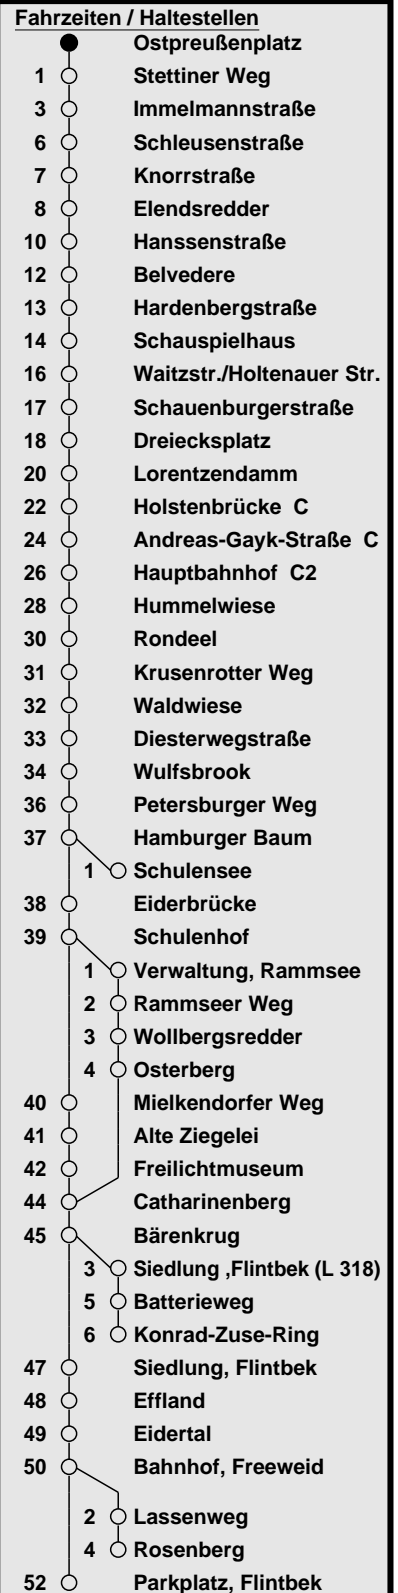 Fahrzeiten / Haltestellen
Ostpreußenplatz
1 Stettiner Weg
3 Immelmannstraße
6 Schleusenstraße
7 Knorrstraße
8 Elendsredder
10 Hanssenstraße
12 Belvedere
13 Hardenbergstraße
14 Schauspielhaus
16 Waitzstr./Holtenauer Str.
17 Schauenburgerstraße
18 Dreiecksplatz
20 Lorentzendamm
22 Holstenbrücke C
24 Andreas-Gayk-Straße C
26 Hauptbahnhof C2
28 Hummelwiese
30 Rondeel
31 Krusenrotter Weg
32 Waldwiese
33 Diesterwegstraße
34 Wulfsbrook
36 Petersburger Weg
37 Hamburger Baum
1 Schulensee
38 Eiderbrücke
39 Schulenhof
1 Verwaltung, Rammsee
2 Rammseer Weg
3 Wollbergsredder
4 Osterberg
40 Mielkendorfer Weg
41 Alte Ziegelei
42 Freilichtmuseum
44 Catharinenberg
45 Bärenkrug
3 Siedlung ,Flintbek (L 318)
5 Batterieweg
6 Konrad-Zuse-Ring
47 Siedlung, Flintbek
48 Effland
49 Eidertal
50 Bahnhof, Freeweid
2 Lassenweg
4 Rosenberg
52 Parkplatz, Flintbek